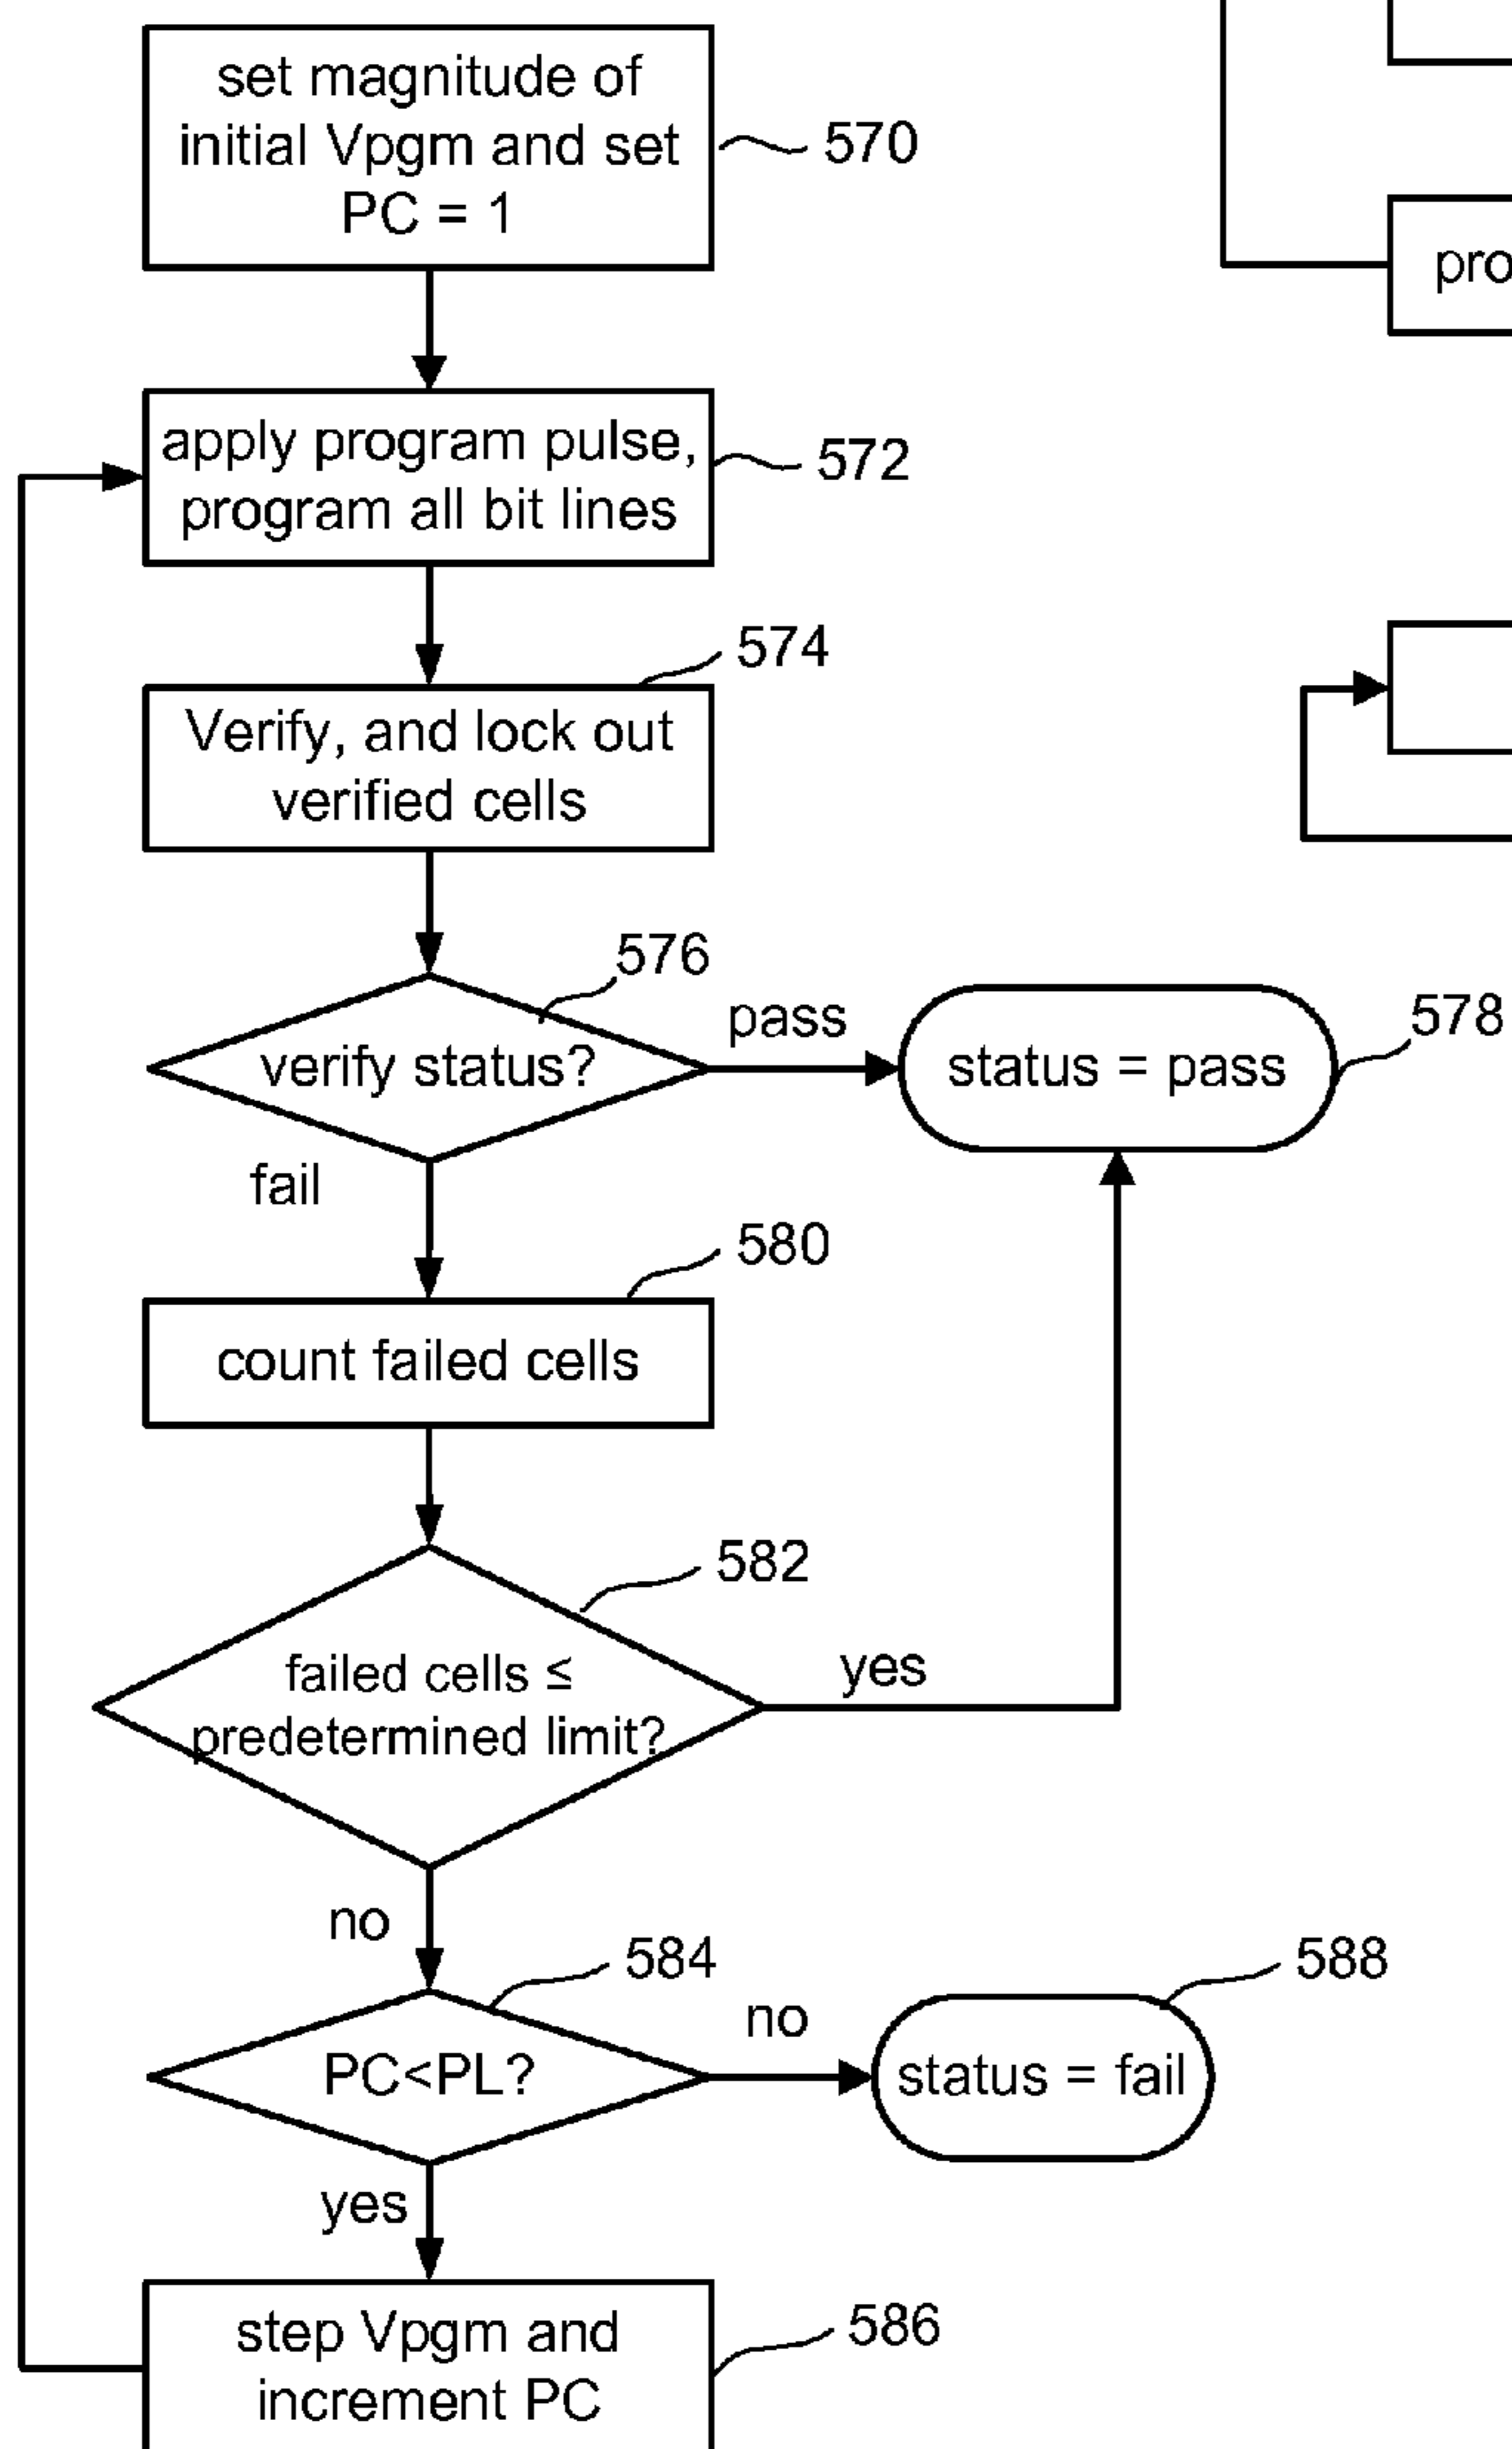 set magnitude of
initial Vpgm and set
PC = 1
570
apply program pulse,
program all bit lines
572
574
Verify, and lock out
verified cells
576
verify status?
pass
status = pass
578
fail
580
count failed cells
582
failed cells ≤
predetermined limit?
yes
no
584
PC<PL?
no
588
status = fail
yes
step Vpgm and
increment PC
586